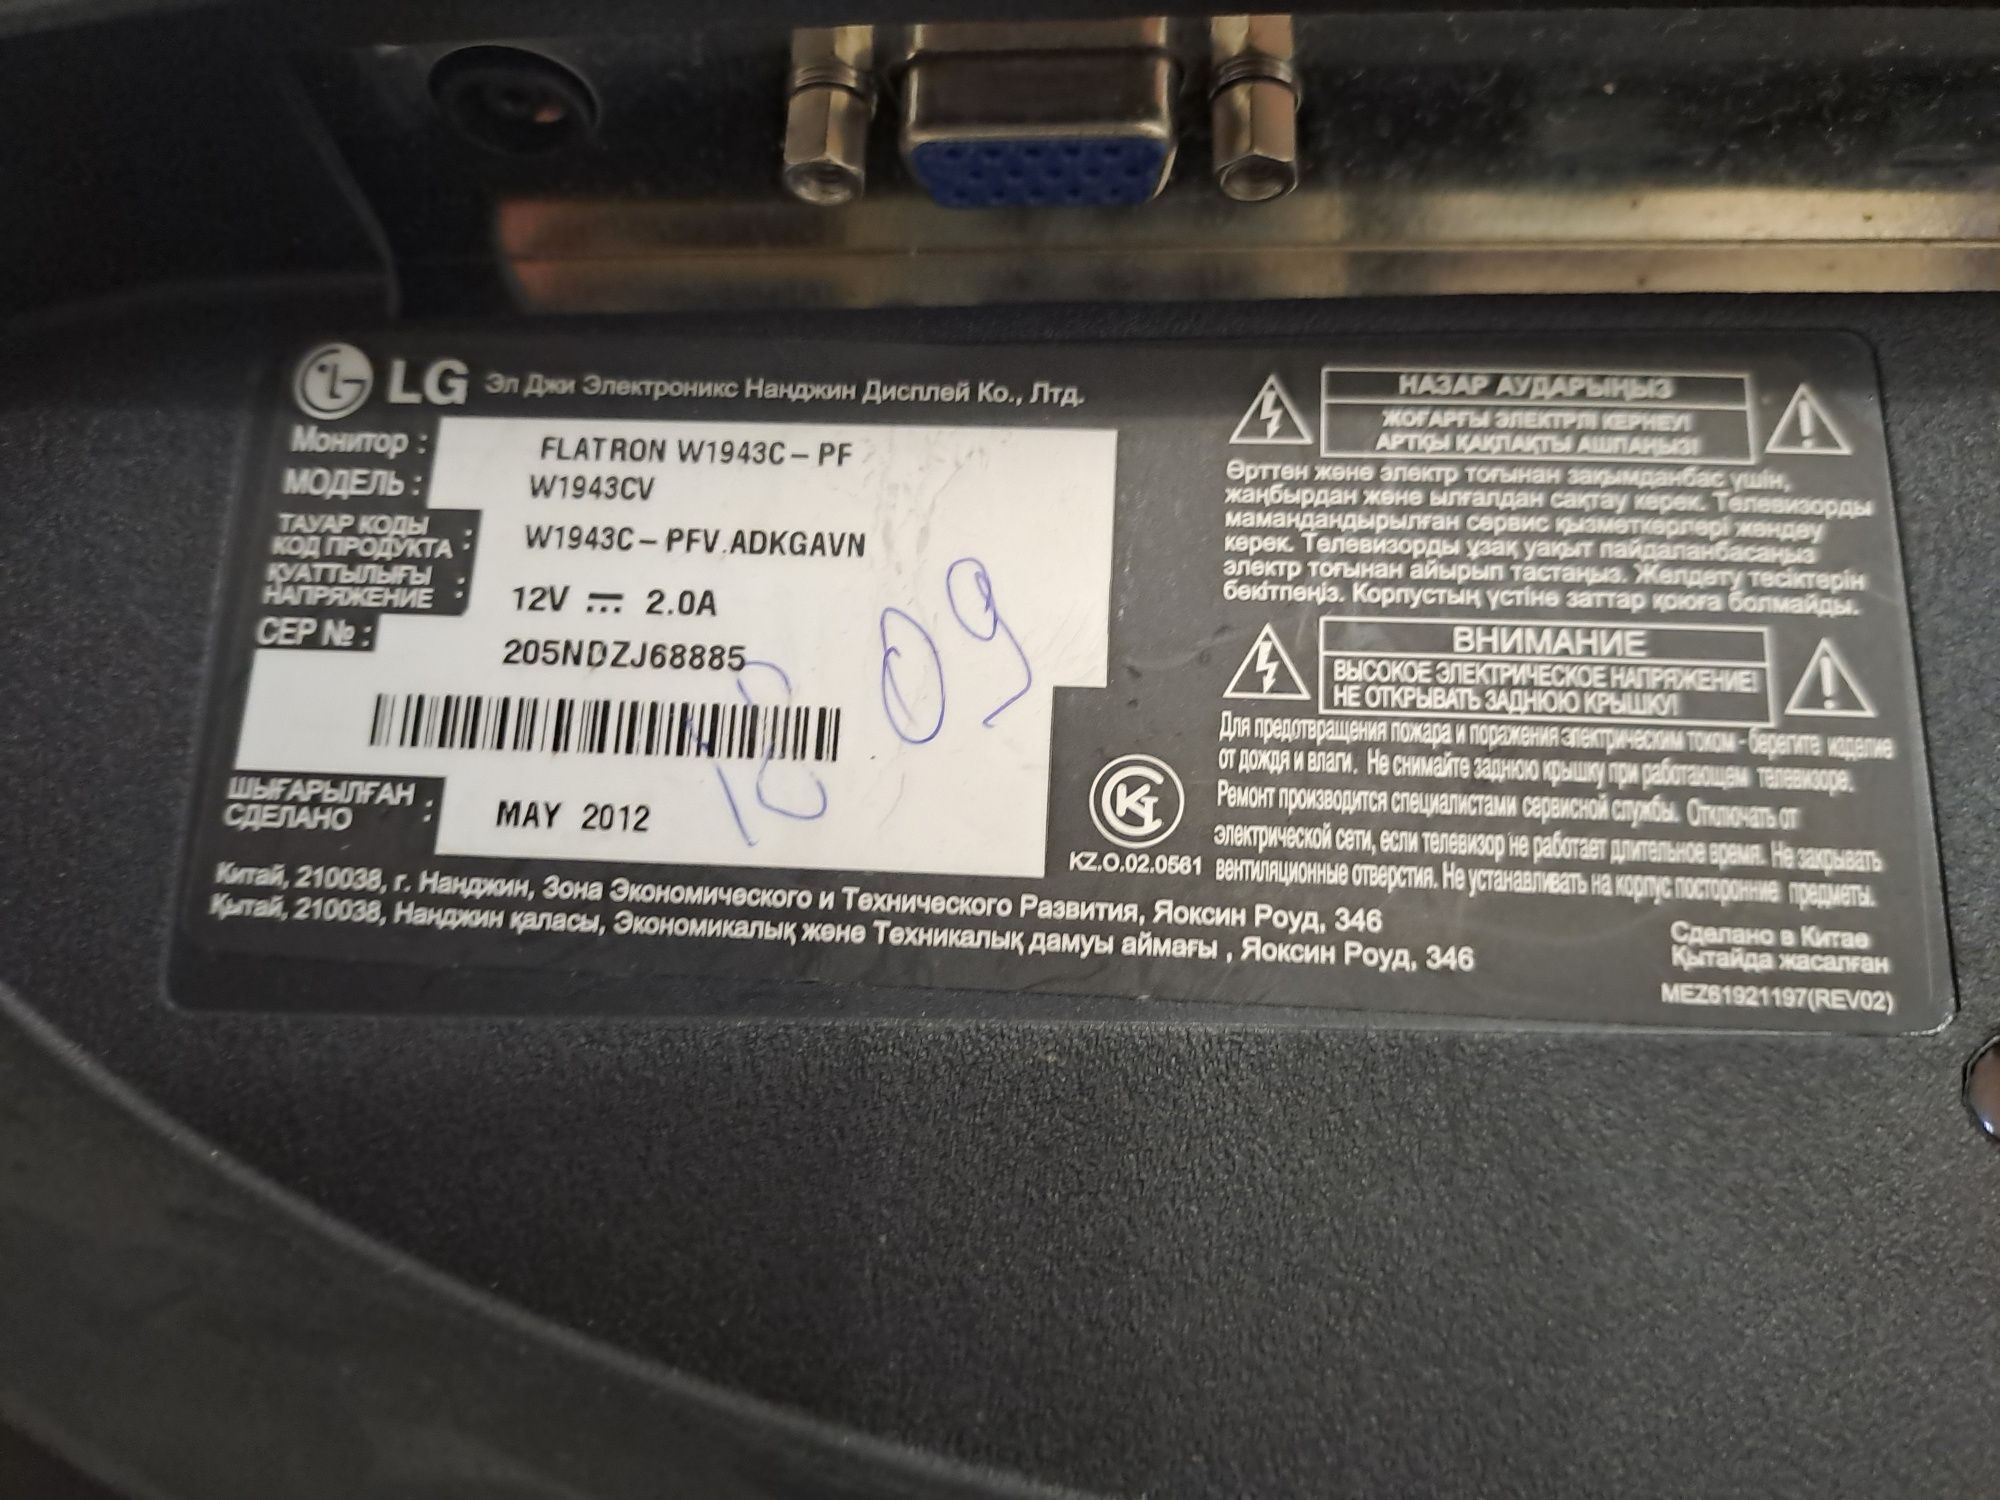 LG Эл Джи Электроникс Нанджин Дисплей Ко., Лтд.
Монитор : FLATRON W1943C-PF
МОДЕЛЬ : W1943CV
ТАУАР КОДЫ
КОД ПРОДУКТА : W1943C-PFV.ADKGAVN
ҚУАТТЫЛЫҒЫ
НАПРЯЖЕНИЕ : 12V ⎓ 2.0A
СЕР № : 205NDZJ68885
18 09
ШЫҒАРЫЛҒАН
СДЕЛАНО : MAY 2012
KZ.O.02.0561
Китай, 210038, г. Нанджин, Зона Экономического и Технического Развития, Яоксин Роуд, 346
Қытай, 210038, Нанджин қаласы, Экономикалық және Техникалық дамуы аймағы , Яоксин Роуд, 346
НАЗАР АУДАРЫҢЫЗ
ЖОҒАРҒЫ ЭЛЕКТРЛІ КЕРНЕУ!
АРТҚЫ ҚАҚПАҚТЫ АШПАҢЫЗ!
Өрттен және электр тоғынан зақымданбас үшін,
жаңбырдан және ылғалдан сақтау керек. Телевизорды
мамандандырылған сервис қызметкерлері жөндеу
керек. Телевизорды ұзақ уақыт пайдаланбасаңыз
электр тоғынан айырып тастаңыз. Желдету тесіктерін
бекітпеңіз. Корпустың үстіне заттар қоюға болмайды.
ВНИМАНИЕ
ВЫСОКОЕ ЭЛЕКТРИЧЕСКОЕ НАПРЯЖЕНИЕ!
НЕ ОТКРЫВАТЬ ЗАДНЮЮ КРЫШКУ!
Для предотвращения пожара и поражения электрическим током - берегите изделие
от дождя и влаги. Не снимайте заднюю крышку при работающем телевизоре.
Ремонт производится специалистами сервисной службы. Отключать от
электрической сети, если телевизор не работает длительное время. Не закрывать
вентиляционные отверстия. Не устанавливать на корпус посторонние предметы.
Сделано в Китае
Қытайда жасалған
MEZ61921197(REV02)